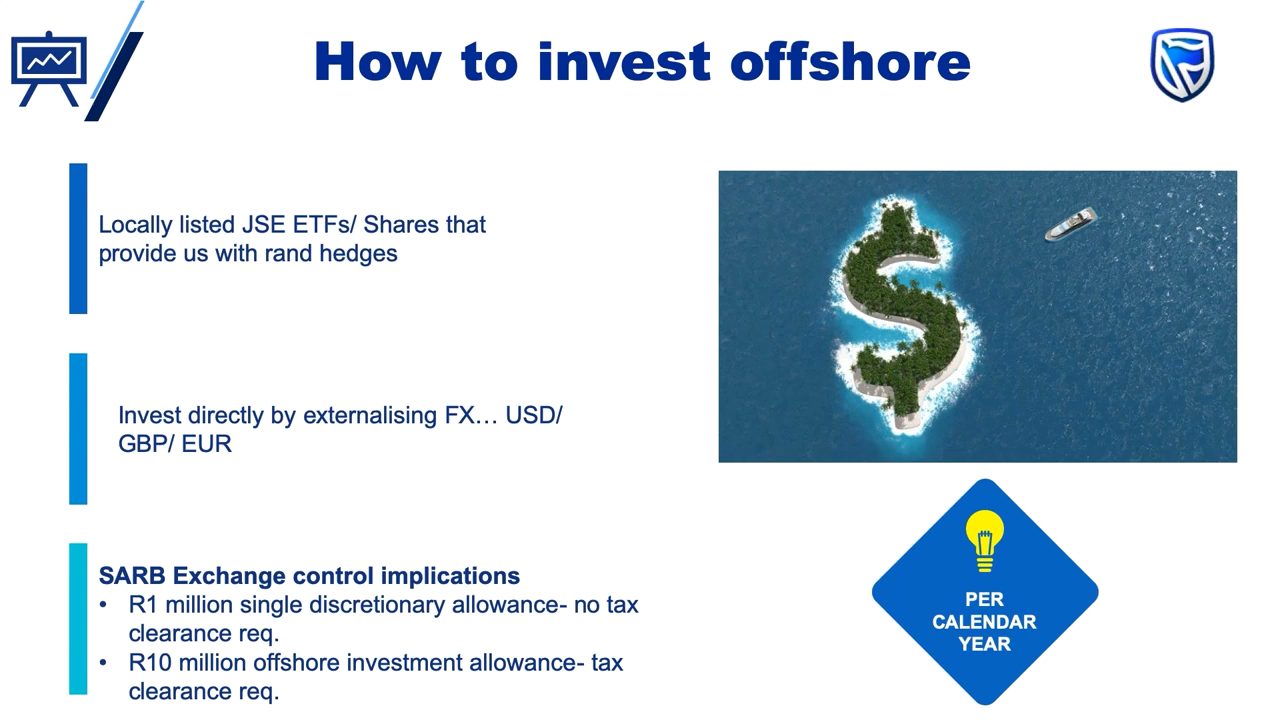 How to invest offshore
Locally listed JSE ETFs/ Shares that
provide us with rand hedges
Invest directly by externalising FX… USD/
GBP/ EUR
SARB Exchange control implications
• R1 million single discretionary allowance- no tax
clearance req.
• R10 million offshore investment allowance- tax
clearance req.
PER
CALENDAR
YEAR